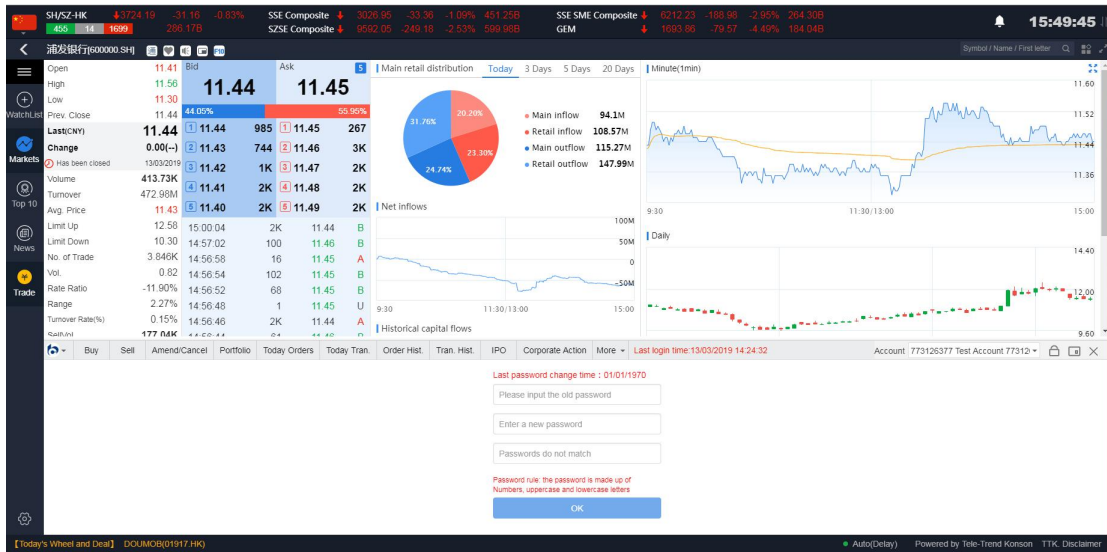 SH/SZ-HK 3724.19 -31.16 -0.83% SSE Composite 3026.95 -33.36 -1.09% 451.25B SSE SME Composite 6212.23 -188.98 -2.95% 264.30B
455 14 1699 286.17B SZSE Composite 9592.05 -249.18 -2.53% 599.98B GEM 1693.86 -79.57 -4.49% 184.04B
15:49:45
浦发银行[600000.SH] F10 Symbol / Name / First letter
WatchList
Markets
Top 10
News
Trade
Open 11.41
High 11.56
Low 11.30
Prev. Close 11.44
Last(CNY) 11.44
Change 0.00(--)
Has been closed 13/03/2019
Volume 413.73K
Turnover 472.98M
Avg. Price 11.43
Limit Up 12.58
Limit Down 10.30
No. of Trade 3.846K
Vol. 0.82
Rate Ratio -11.90%
Range 2.27%
Turnover Rate(%) 0.15%
Sell(Vol 177.04K
Bid Ask 5
11.44 11.45
44.05% 55.95%
1 11.44 985 1 11.45 267
2 11.43 744 2 11.46 3K
3 11.42 1K 3 11.47 2K
4 11.41 2K 4 11.48 2K
5 11.40 2K 5 11.49 2K
15:00:04 2K 11.44 B
14:57:02 100 11.46 B
14:56:58 16 11.45 A
14:56:54 102 11.45 B
14:56:52 68 11.45 B
14:56:48 1 11.45 U
14:56:46 2K 11.44 A
14:56:44 61 11.46 B
Main retail distribution Today 3 Days 5 Days 20 Days
31.76% 20.20%
24.74% 23.30%
Main inflow 94.1M
Retail inflow 108.57M
Main outflow 115.27M
Retail outflow 147.99M
Net inflows
100M
50M
0
-50M
9:30 11:30/13:00 15:00
Historical capital flows
Minute(1min)
11.60
11.52
11.44
11.36
9:30 11:30/13:00 15:00
Daily
14.40
12.00
9.60
Buy Sell Amend/Cancel Portfolio Today Orders Today Tran. Order Hist. Tran. Hist. IPO Corporate Action More Last login time:13/03/2019 14:24:32 Account 773126377 Test Account 77312
Last password change time：01/01/1970
Please input the old password
Enter a new password
Passwords do not match
Password rule: the password is made up of
Numbers, uppercase and lowercase letters
OK
【Today's Wheel and Deal】 DOUMOB(01917.HK) Auto(Delay) Powered by Tele-Trend Konson TTK. Disclaimer